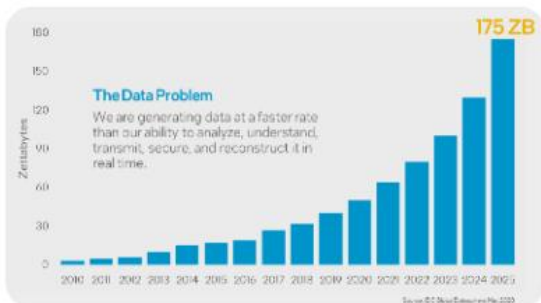 180
175 ZB
150
The Data Problem
We are generating data at a faster rate
than our ability to analyze, understand,
transmit, secure, and reconstruct it in
real time.
120
90
60
30
0
Zettabytes
2010 2011 2012 2013 2014 2015 2016 2017 2018 2019 2020 2021 2022 2023 2024 2025
Source: IDC